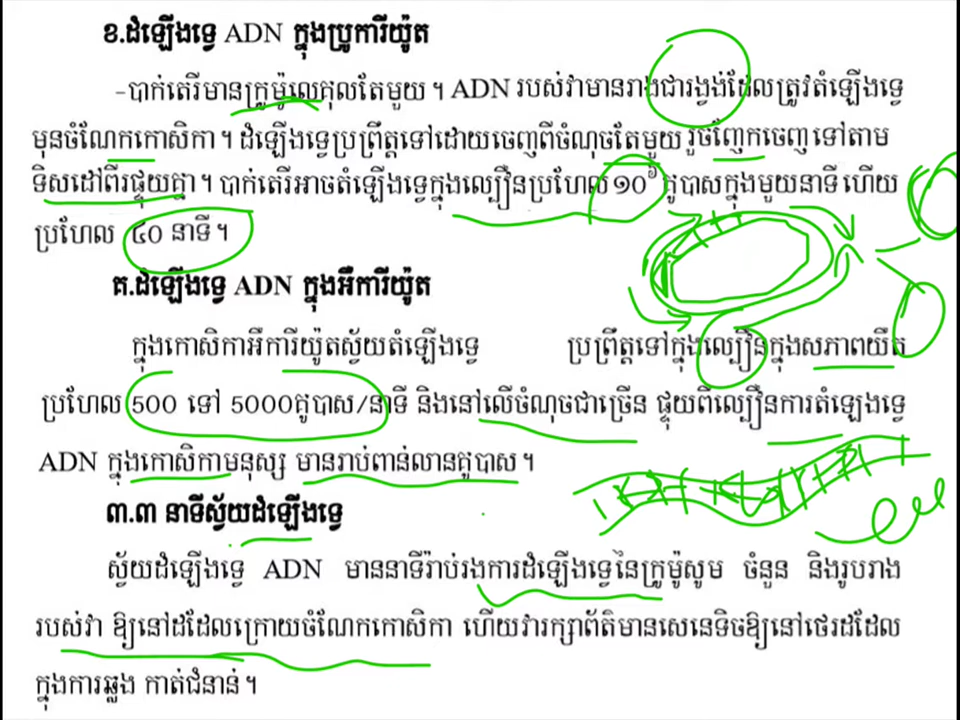 ខ.ដំឡើងទ្វេ ADN ក្នុងប្រូការីយ៉ូត
-បាក់តេរីមានក្រូម៉ូលេគុលតែមួយ។ ADN របស់វាមានរាងជារង្វង់ដែលត្រូវតំឡើងទ្វេ
មុនចំណែកកោសិកា។ ដំឡើងទ្វេប្រព្រឹត្តទៅដោយចេញពីចំណុចតែមួយ រួចញែកចេញទៅតាម
ទិសដៅពីរផ្ទុយគ្នា។ បាក់តេរីអាចតំឡើងទ្វេក្នុងល្បឿនប្រហែល ១០⁶ គូបាសក្នុងមួយនាទី ហើយ
ប្រហែល ៤០ នាទី។
គ.ដំឡើងទ្វេ ADN ក្នុងអឺការីយ៉ូត
ក្នុងកោសិកាអឺការីយ៉ូតស្វ័យតំឡើងទ្វេ ប្រព្រឹត្តទៅក្នុងល្បឿនក្នុងសភាពយឺត
ប្រហែល 500 ទៅ 5000គូបាស/នាទី និងនៅលើចំណុចជាច្រើន ផ្ទុយពីល្បឿនការតំឡេងទ្វេ
ADN ក្នុងកោសិកាមនុស្ស មានរាប់ពាន់លានគូបាស។
៣.៣ នាទីស្វ័យដំឡើងទ្វេ
ស្វ័យដំឡើងទ្វេ ADN មាននាទីរ៉ាប់រងការដំឡើងទ្វេនៃក្រូម៉ូសូម ចំនួន និងរូបរាង
របស់វា ឱ្យនៅដដែលក្រោយចំណែកកោសិកា ហើយវារក្សាព័ត៌មានសេនេទិចឱ្យនៅថេរដដែល
ក្នុងការឆ្លង កាត់ជំនាន់។